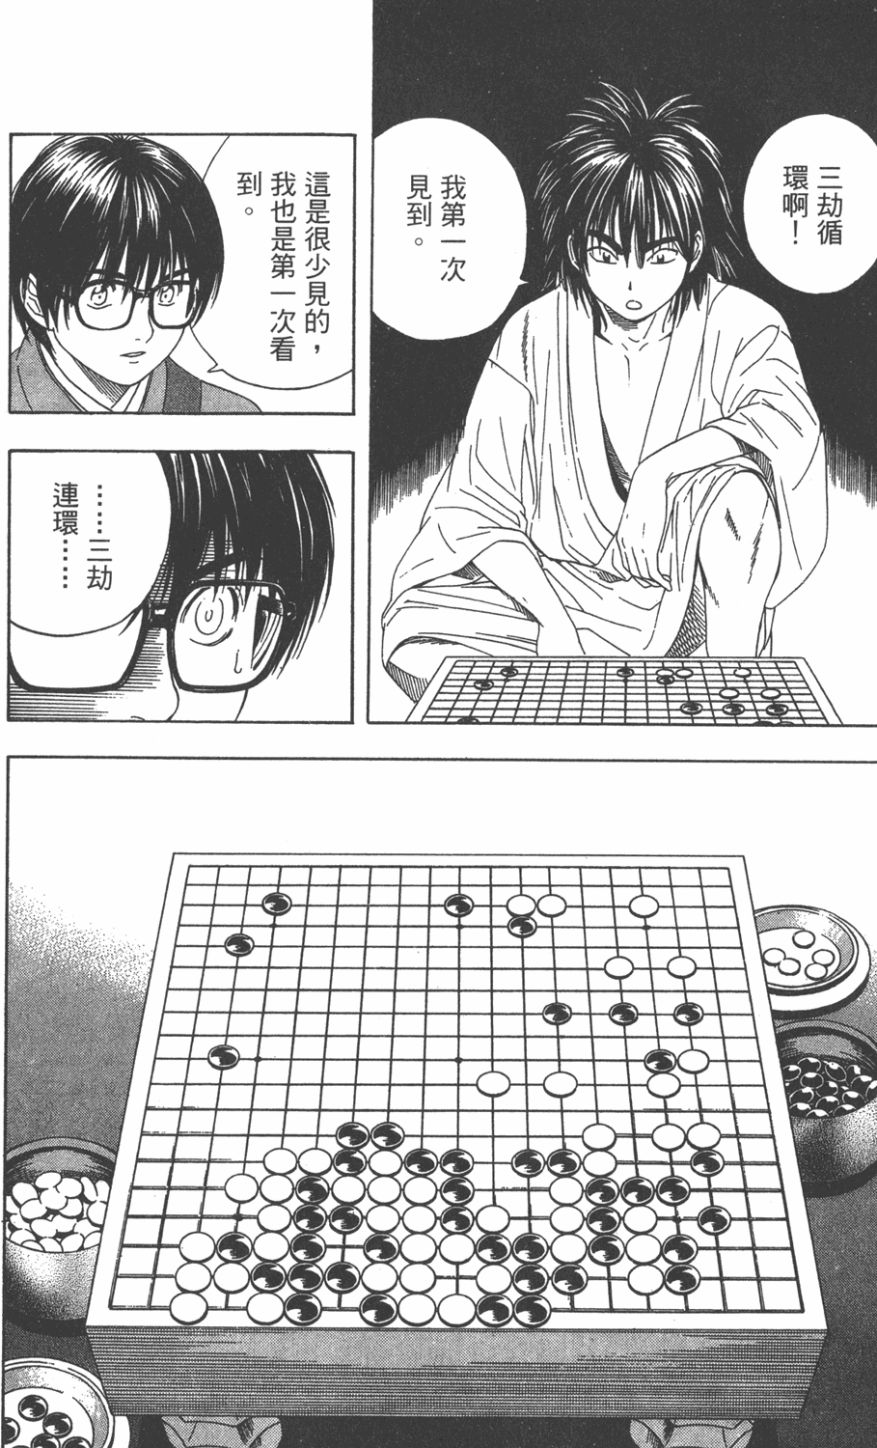 三劫循
環啊！
我第一次
見到。
這是很少見的，
我也是第一次看
到。
……三劫
連環……